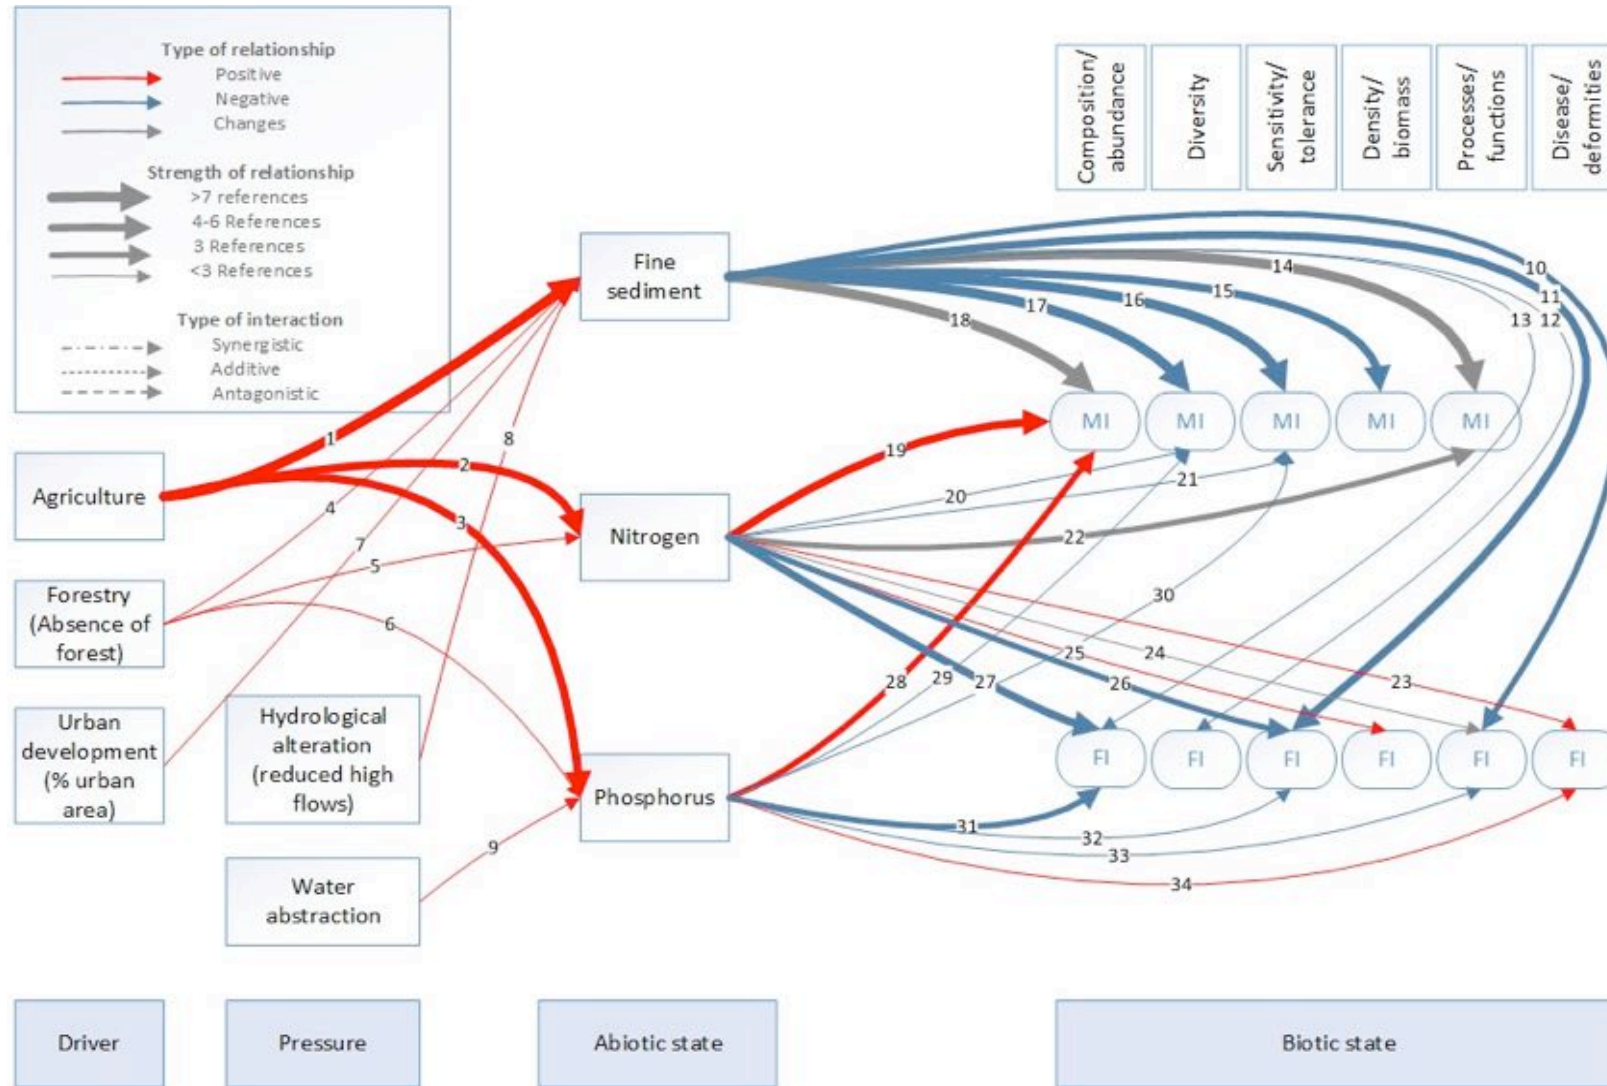 Type of relationship
Positive
Negative
Changes
Strength of relationship
>7 references
4-6 References
3 References
<3 References
Type of interaction
Synergistic
Additive
Antagonistic
Composition/
abundance
Diversity
Sensitivity/
tolerance
Density/
biomass
Processes/
functions
Disease/
deformities
Fine
sediment
Agriculture
Nitrogen
Forestry
(Absence of
forest)
Urban
development
(% urban
area)
Hydrological
alteration
(reduced high
flows)
Phosphorus
Water
abstraction
1
2
3
4
5
6
7
8
9
10
11
12
13
14
15
16
17
18
19
20
21
22
23
24
25
26
27
28
29
30
31
32
33
34
MI
MI
MI
MI
MI
FI
FI
FI
FI
FI
FI
Driver
Pressure
Abiotic state
Biotic state